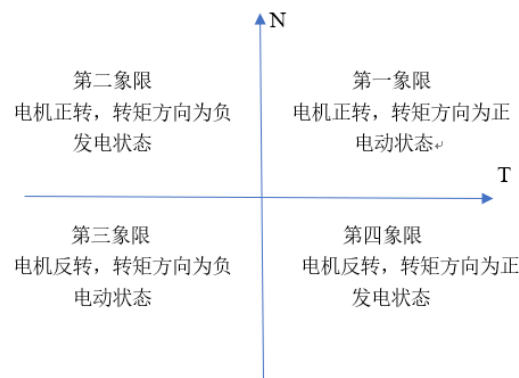 N
第二象限
电机正转，转矩方向为负
发电状态
第一象限
电机正转，转矩方向为正
电动状态↵
T
第三象限
电机反转，转矩方向为负
电动状态
第四象限
电机反转，转矩方向为正
发电状态